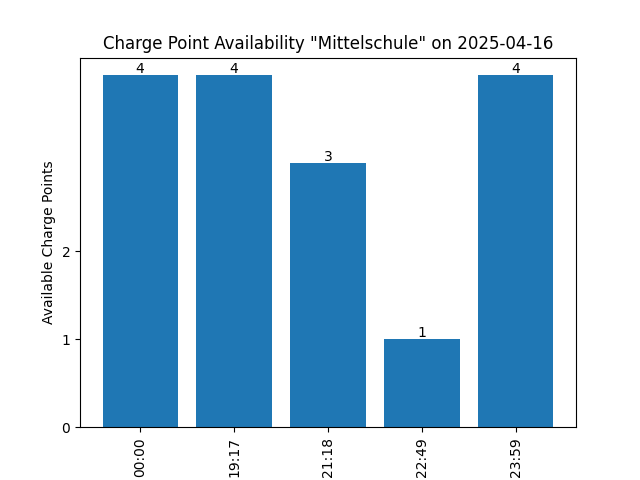 Charge Point Availability "Mittelschule" on 2025-04-16
4 4 3 1 4
Available Charge Points
2
1
0
00:00 19:17 21:18 22:49 23:59